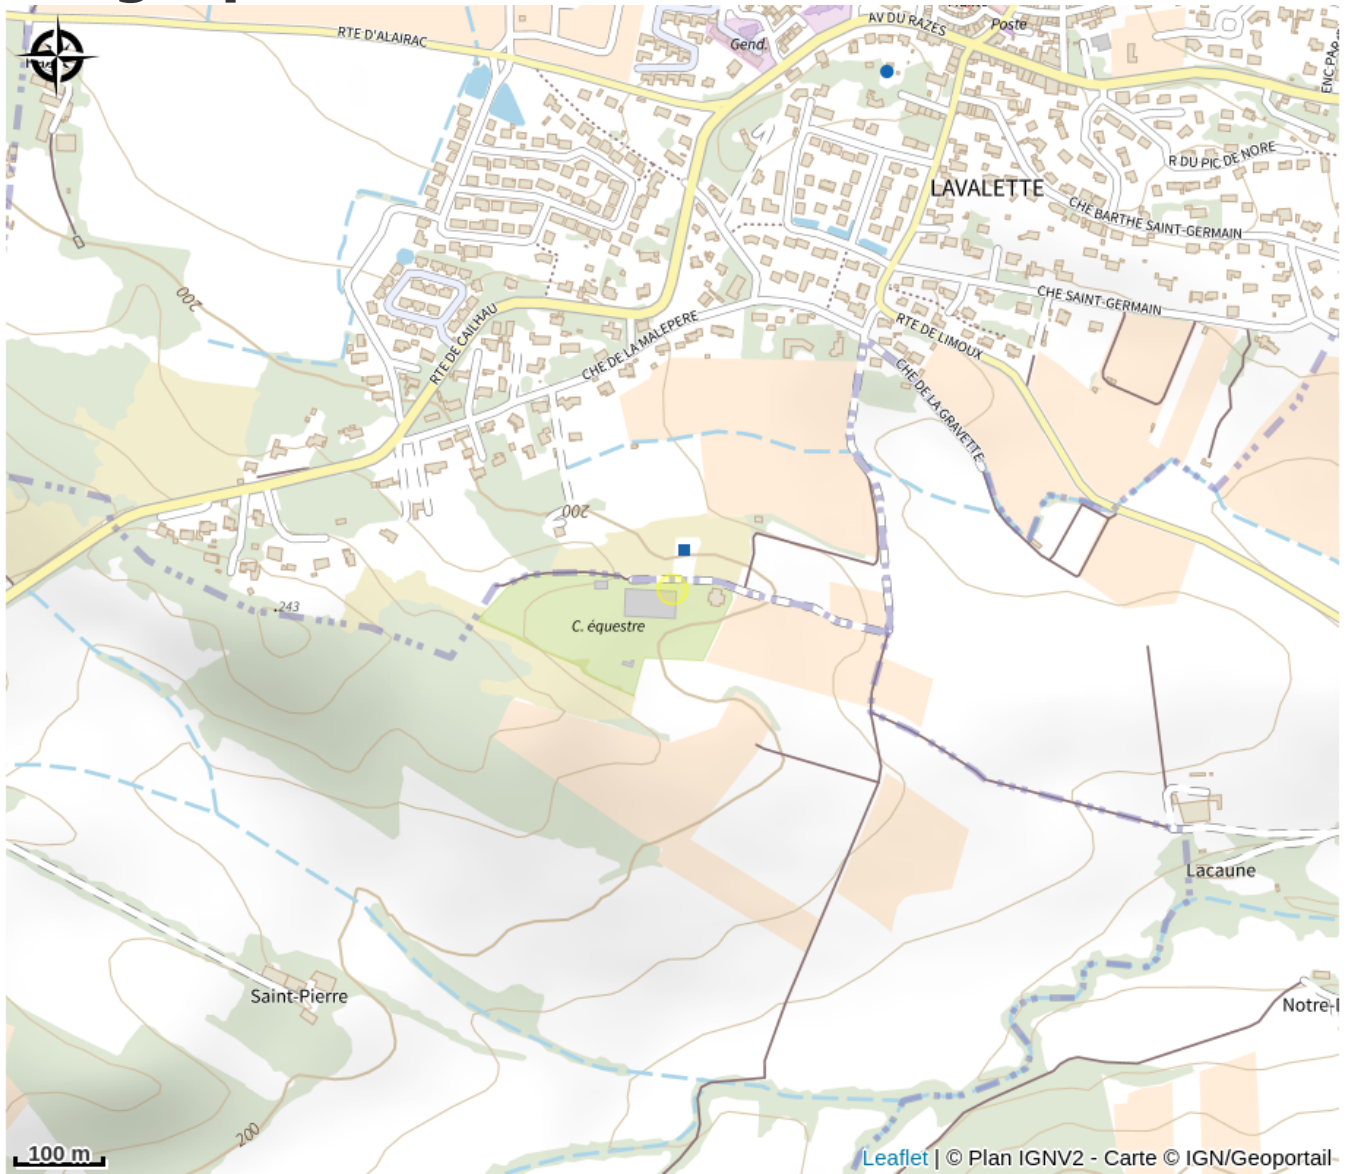 AV DU RAZES
Poste
RTE D'ALAIRAC
Gend.
ENC PA
R DU PIC DE NORE
LAVALETTE
CHE BARTHE SAINT-GERMAIN
200
CHE SAINT-GERMAIN
RTE DE CAILHAU
CHE DE LA MALEPERE
RTE DE LIMOUX
CHE DE LA GRAVETTE
200
243
C. équestre
Lacaune
Saint-Pierre
Notre-
200
100 m
Leaflet | © Plan IGNV2 - Carte © IGN/Geoportail